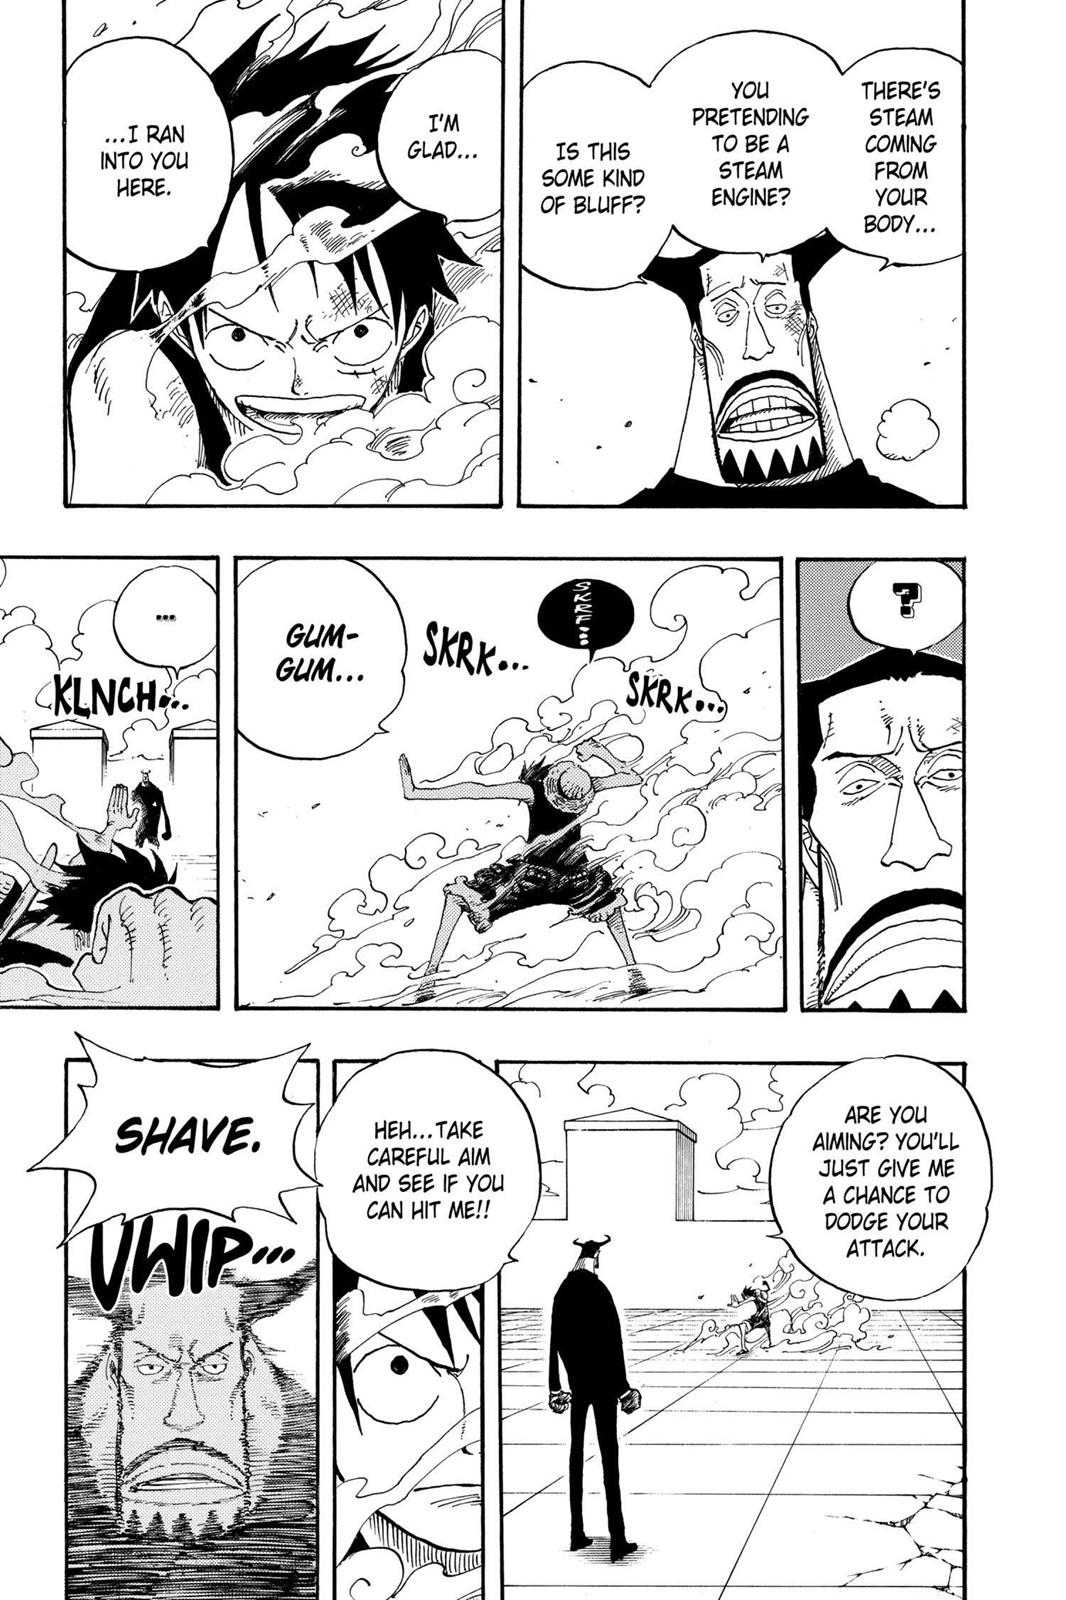 THERE'S
STEAM
COMING
FROM
YOUR
BODY...
YOU
PRETENDING
TO BE A
STEAM
ENGINE?
IS THIS
SOME KIND
OF BLUFF?
I'M
GLAD...
...I RAN
INTO YOU
HERE.
?
SKRF...
SKRK...
SKRK...
GUM-
GUM...
...
KLNCH...
ARE YOU
AIMING? YOU'LL
JUST GIVE ME
A CHANCE TO
DODGE YOUR
ATTACK.
HEH...TAKE
CAREFUL AIM
AND SEE IF YOU
CAN HIT ME!!
SHAVE.
VWIP...